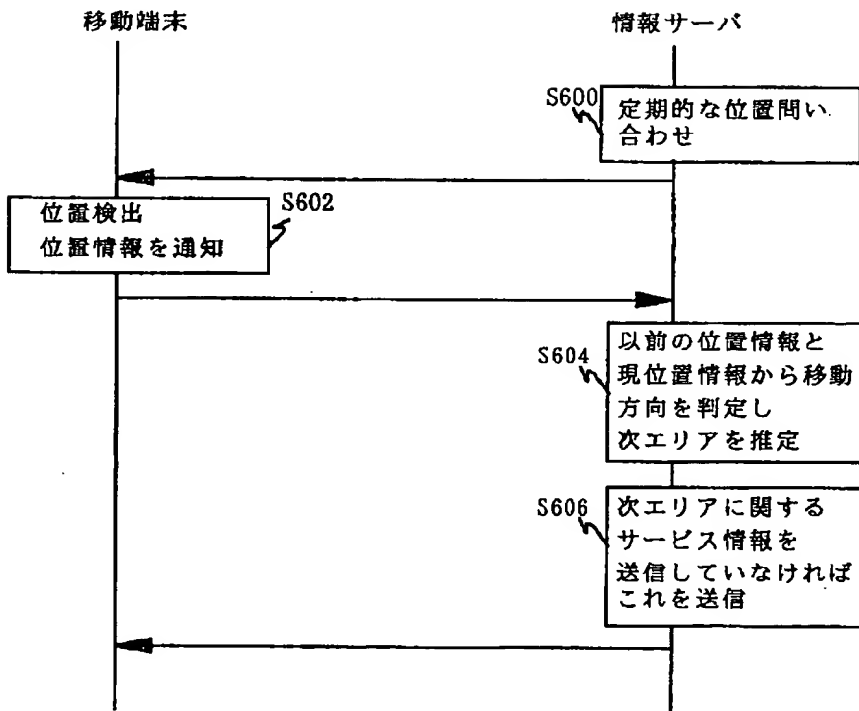 移動端末
情報サーバ
S600
定期的な位置問い
合わせ
S602
位置検出
位置情報を通知
S604
以前の位置情報と
現位置情報から移動
方向を判定し
次エリアを推定
S606
次エリアに関する
サービス情報を
送信していなければ
これを送信